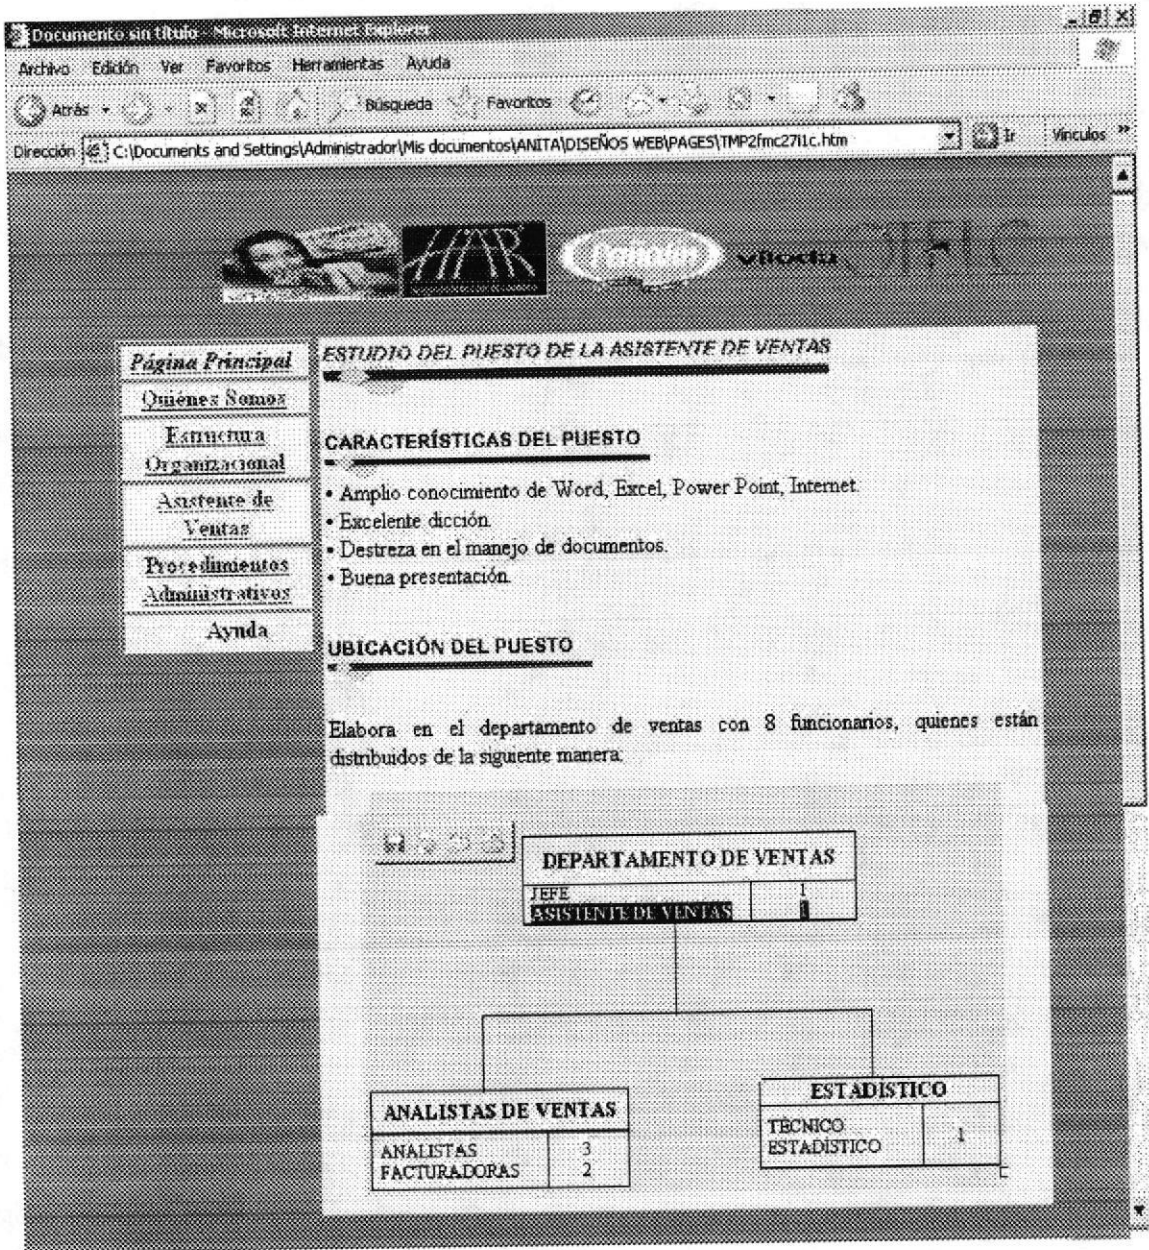 Documento sin título - Microsoft Internet Explorer
Archivo Edición Ver Favoritos Herramientas Ayuda
Atrás Búsqueda Favoritos
Dirección C:\Documents and Settings\Administrador\Mis documentos\ANITA\DISEÑOS WEB\PAGES\TMP2fmc27i1c.htm Ir Vínculos »
HAR
vilocta
Página Principal
Quiénes Somos
Estructura
Organizacional
Asistente de
Ventas
Procedimientos
Administrativos
Ayuda
ESTUDIO DEL PUESTO DE LA ASISTENTE DE VENTAS
CARACTERÍSTICAS DEL PUESTO
• Amplio conocimiento de Word, Excel, Power Point, Internet.
• Excelente dicción.
• Destreza en el manejo de documentos.
• Buena presentación.
UBICACIÓN DEL PUESTO
Elabora en el departamento de ventas con 8 funcionarios, quienes están
distribuidos de la siguiente manera:
DEPARTAMENTO DE VENTAS
JEFE 1
ASISTENTE DE VENTAS 1
ANALISTAS DE VENTAS
ANALISTAS 3
FACTURADORAS 2
ESTADÍSTICO
TÉCNICO
ESTADÍSTICO 1